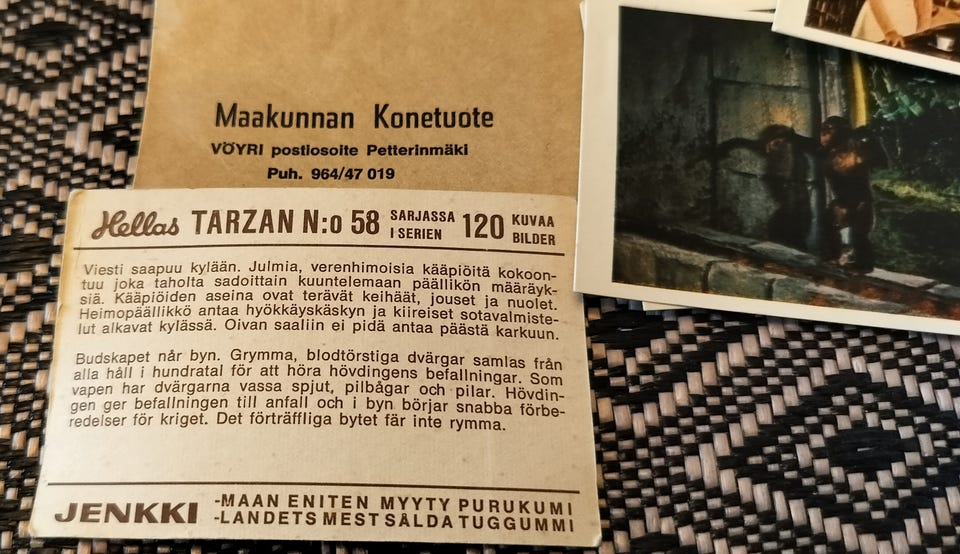 Maakunnan Konetuote
VÖYRI postiosoite Petterinmäki
Puh. 964/47 019
Hellas TARZAN N:o 58 SARJASSA 120 KUVAA
I SERIEN BILDER
Viesti saapuu kylään. Julmia, verenhimoisia kääpiöitä kokoon-
tuu joka taholta sadoittain kuuntelemaan päällikön määräyk-
siä. Kääpiöiden aseina ovat terävät keihäät, jouset ja nuolet.
Heimopäällikkö antaa hyökkäyskäskyn ja kiireiset sotavalmiste-
lut alkavat kylässä. Oivan saaliin ei pidä antaa päästä karkuun.
Budskapet når byn. Grymma, blodtörstiga dvärgar samlas från
alla håll i hundratal för att höra hövdingens befallningar. Som
vapen har dvärgarna vassa spjut, pilbågar och pilar. Hövdin-
gen ger befallningen till anfall och i byn börjar snabba förbe-
redelser för kriget. Det förträffliga bytet får inte rymma.
JENKKI -MAAN ENITEN MYYTY PURUKUMI
-LANDETS MEST SÅLDA TUGGUMMI